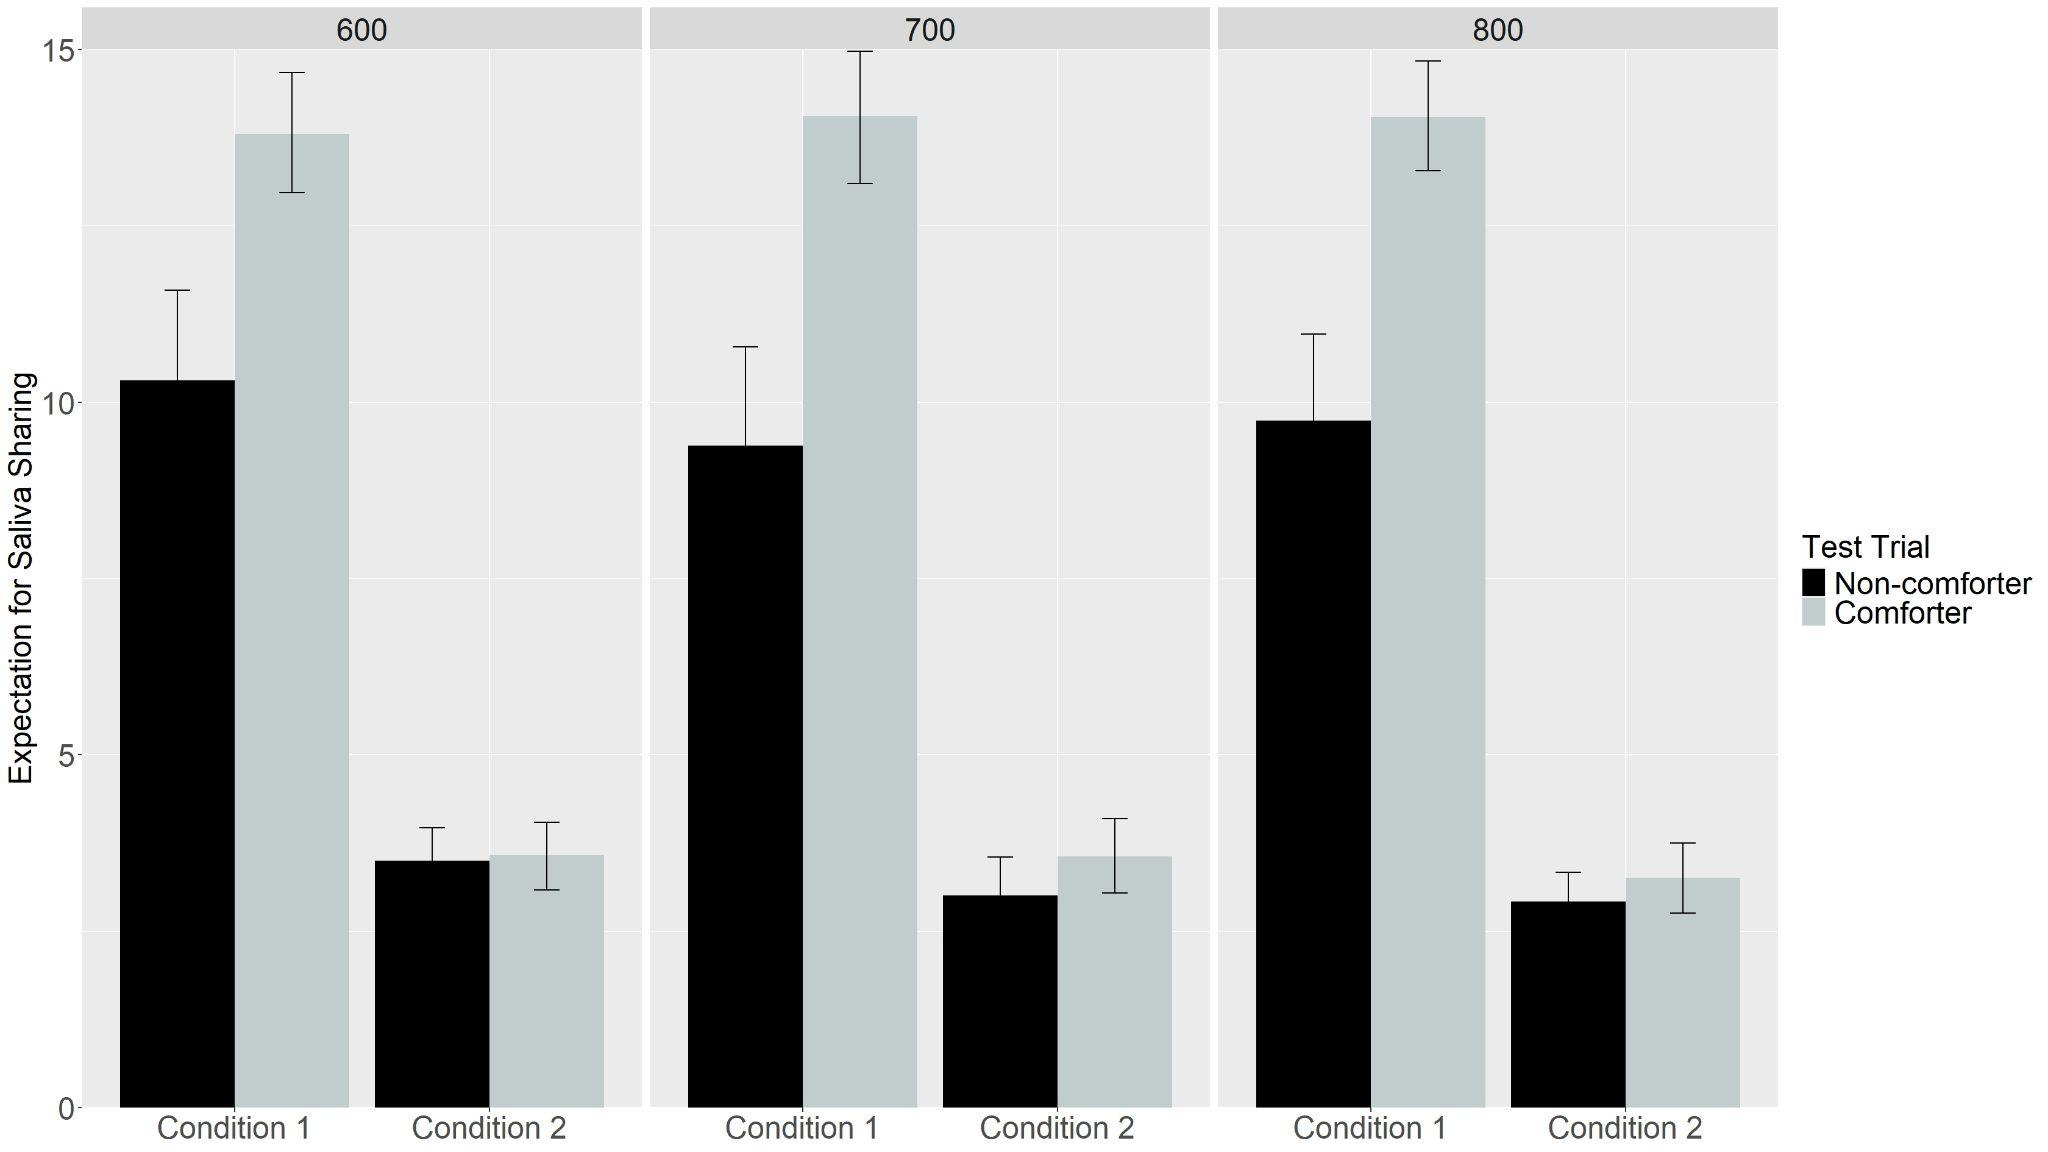 600
700
800
15
10
5
0
Expectation for Saliva Sharing
Condition 1
Condition 2
Condition 1
Condition 2
Condition 1
Condition 2
Test Trial
Non-comforter
Comforter